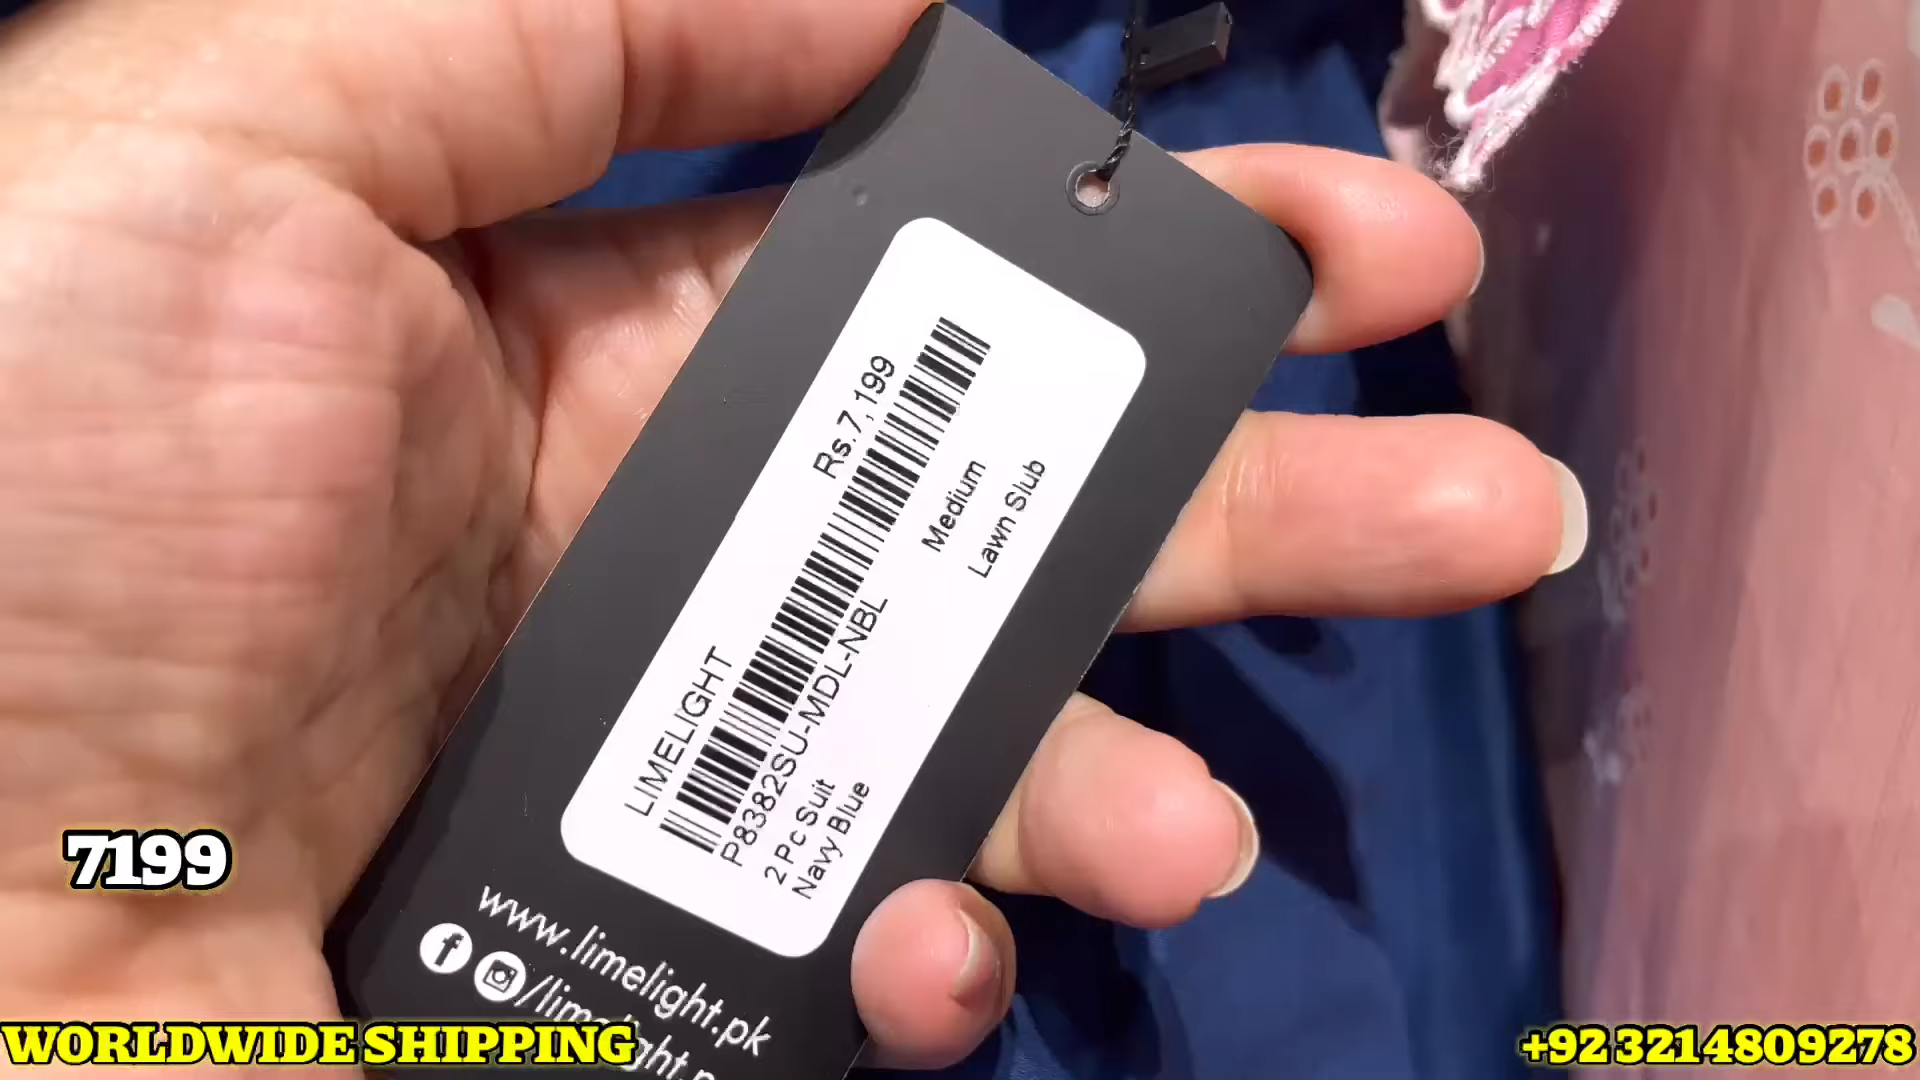 LIMELIGHT
Rs.7,199
P8382SU-MDL-NBL
2 Pc Suit
Medium
Navy Blue
Lawn Slub
www.limelight.pk
7199
WORLDWIDE SHIPPING
+92 3214809278